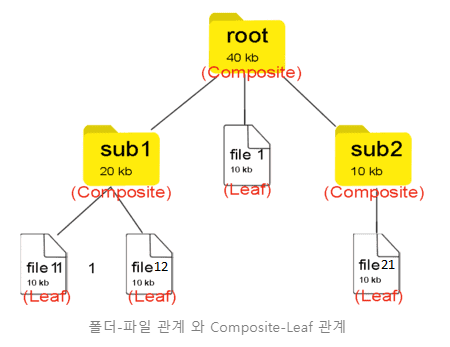 root
40 kb
(Composite)
sub1
20 kb
(Composite)
file 1
10 kb
(Leaf)
sub2
10 kb
(Composite)
file 11
10 kb
(Leaf)
1
file12
10 kb
(Leaf)
file21
10 kb
(Leaf)
폴더-파일 관계 와 Composite-Leaf 관계